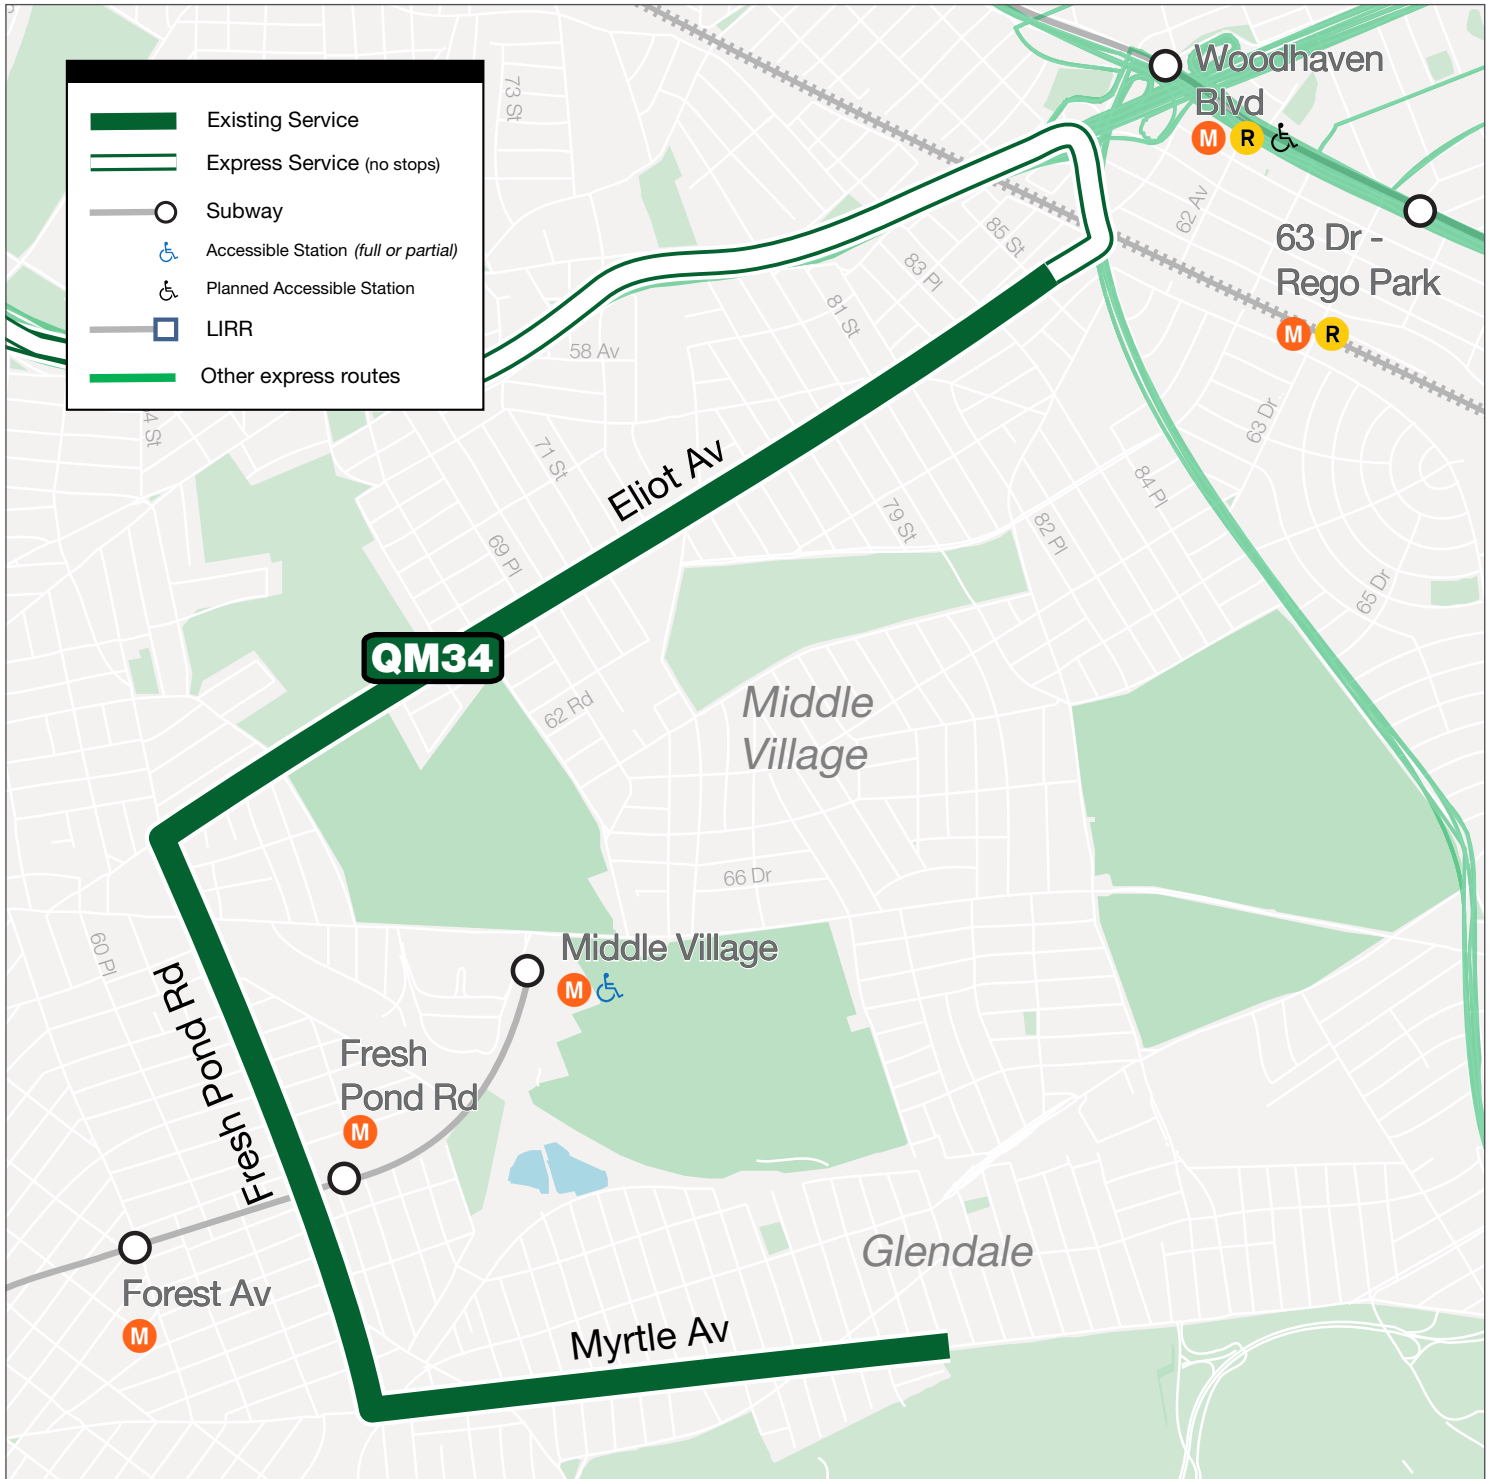 Existing Service
Express Service (no stops)
Subway
Accessible Station (full or partial)
Planned Accessible Station
LIRR
Other express routes
73 St
Woodhaven
Blvd
M R
62 Av
63 Dr -
Rego Park
M R
85 St
83 Pl
81 St
58 Av
4 St
71 St
Eliot Av
63 Dr
84 Pl
79 St
82 Pl
69 Pl
65 Dr
QM34
62 Rd
Middle
Village
66 Dr
60 Pl
Fresh Pond Rd
Middle Village
M
Fresh
Pond Rd
M
Forest Av
M
Glendale
Myrtle Av